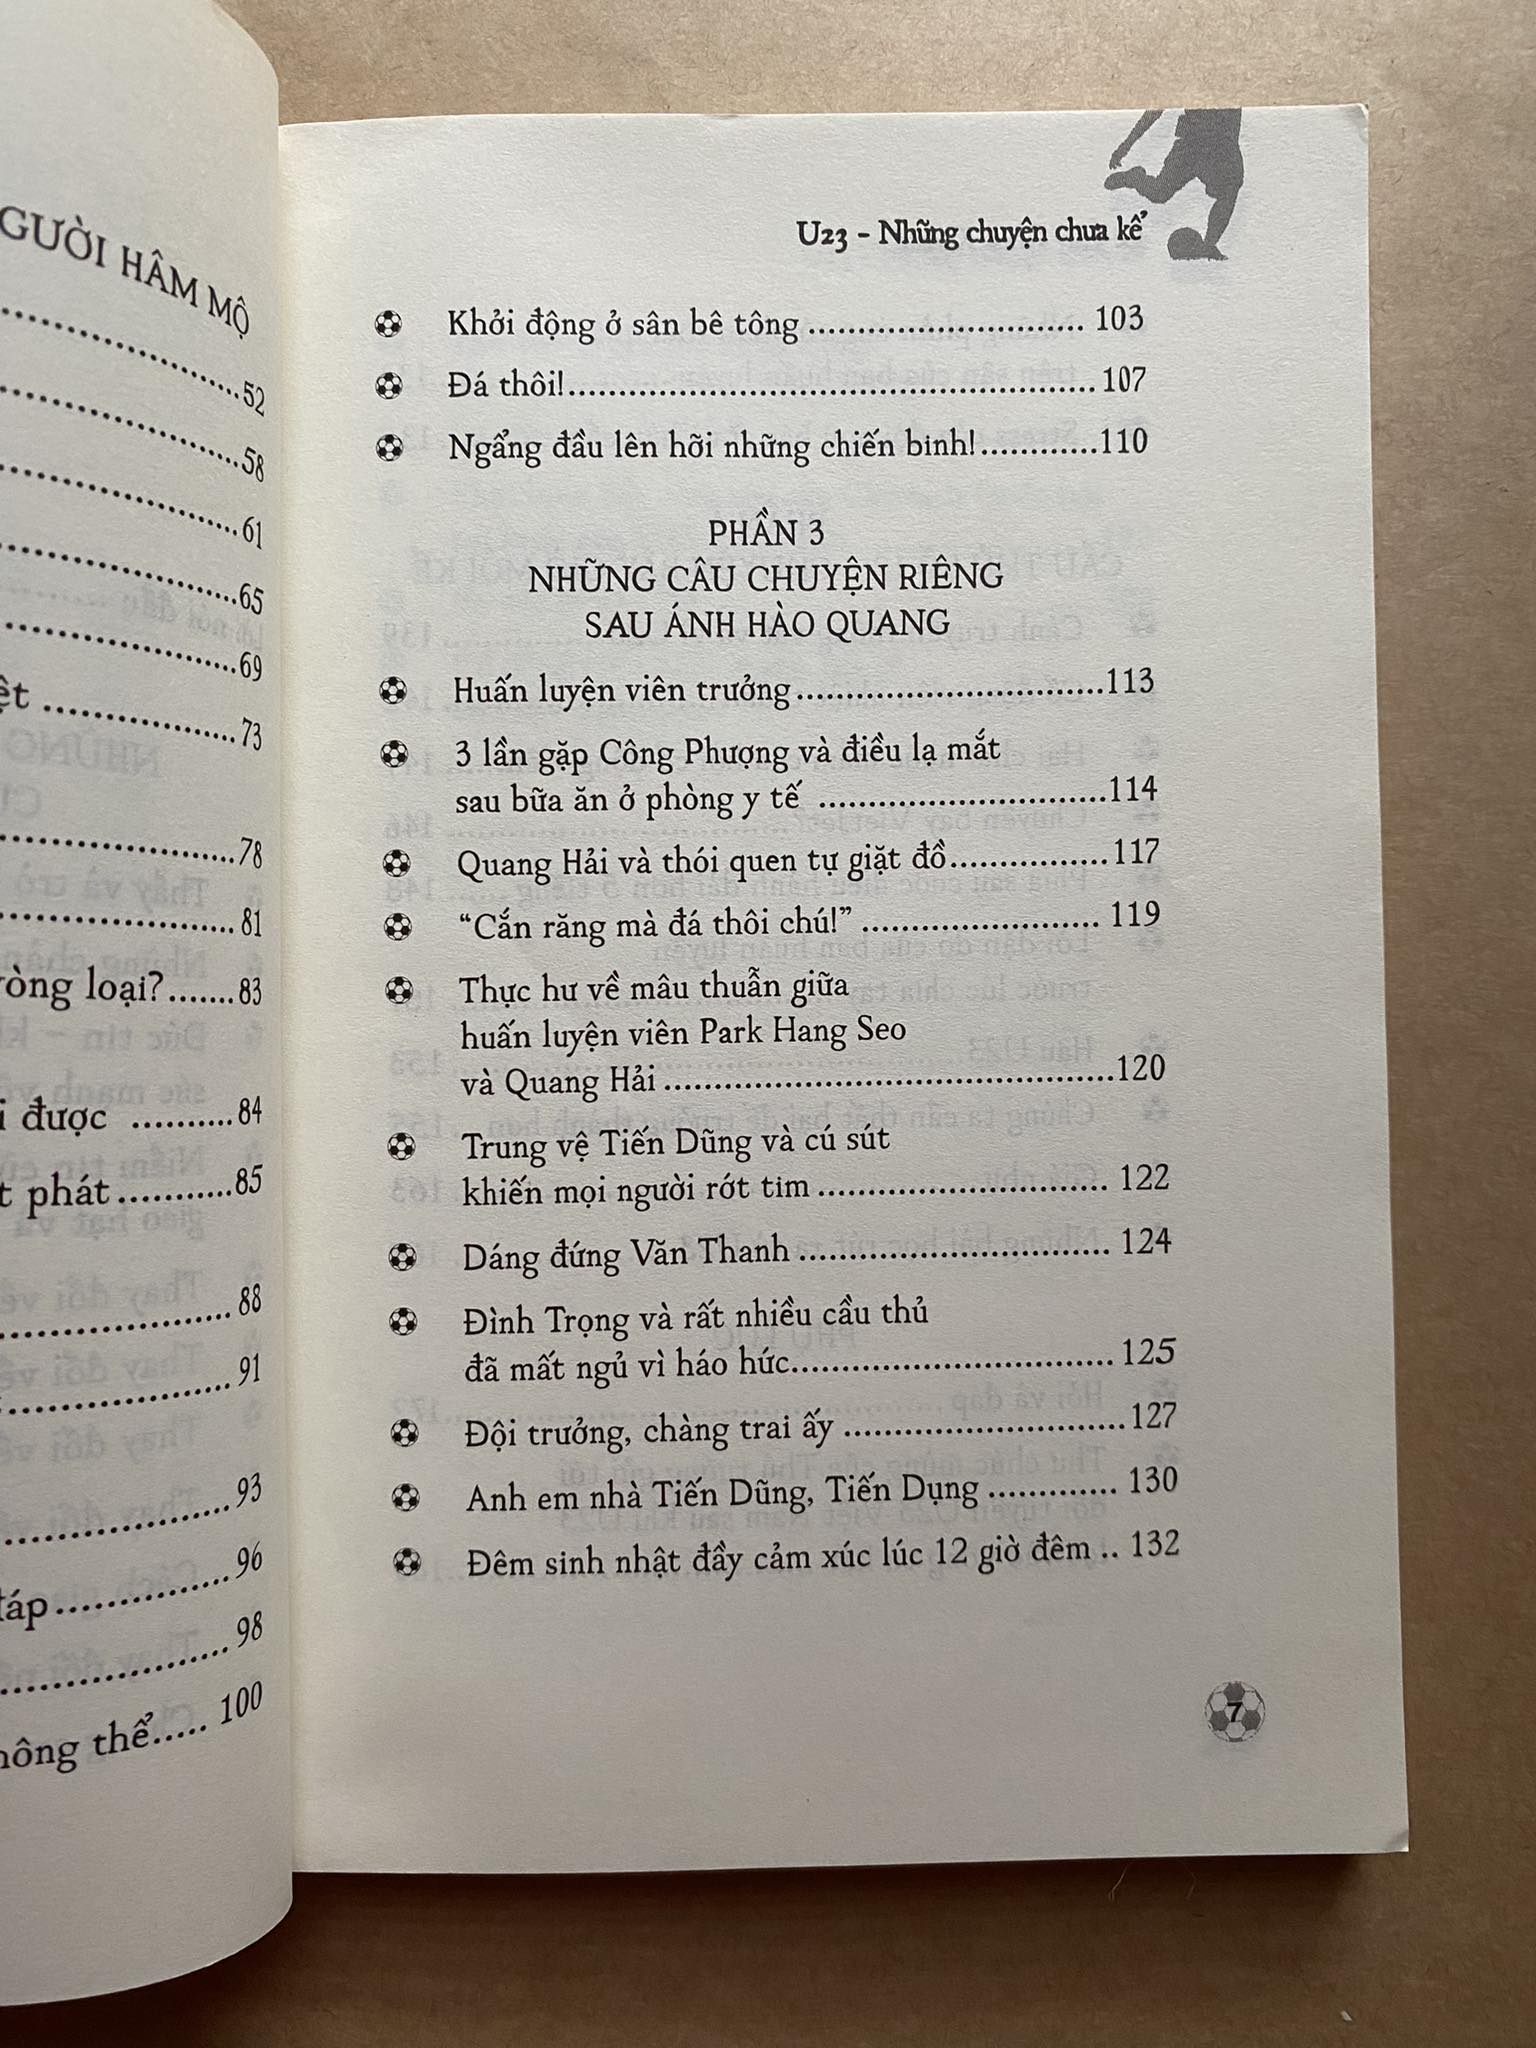 GƯỜI HÂM MỘ
52
58
61
65
69
73
78
81
vòng loại?.......83
được ..........84
phát...........85
88
91
93
96
đáp
98
thể..... 100
U23 - Những chuyện chưa kể
Khởi động ở sân bê tông ........................... 103
Đá thôi!.................................................... 107
Ngẩng đầu lên hỡi những chiến binh!............110
PHẦN 3
NHỮNG CÂU CHUYỆN RIÊNG
SAU ÁNH HÀO QUANG
Huấn luyện viên trưởng..............................113
3 lần gặp Công Phượng và điều lạ mắt
sau bữa ăn ở phòng y tế ............................114
Quang Hải và thói quen tự giặt đồ................117
“Cắn răng mà đá thôi chú!” ........................ 119
Thực hư về mâu thuẫn giữa
huấn luyện viên Park Hang Seo
và Quang Hải............................................120
Trung vệ Tiến Dũng và cú sút
khiến mọi người rớt tim............................. 122
Dáng đứng Văn Thanh............................... 124
Đình Trọng và rất nhiều cầu thủ
đã mất ngủ vì háo hức................................ 125
Đội trưởng, chàng trai ấy ............................127
Anh em nhà Tiến Dũng, Tiến Dụng ............. 130
Đêm sinh nhật đầy cảm xúc lúc 12 giờ đêm .. 132
7